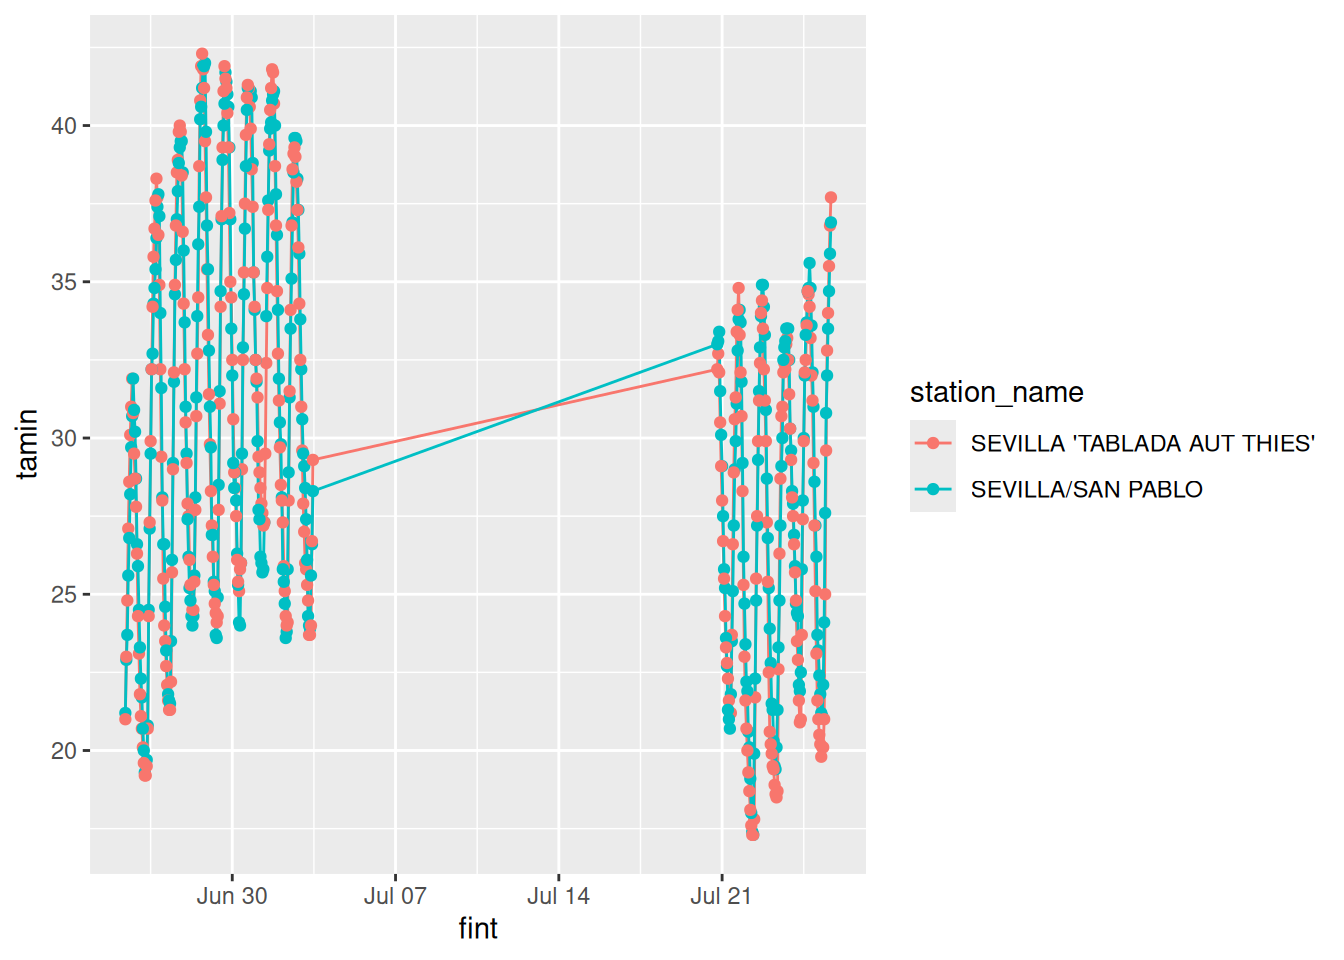 40
35
30
25
20
tamin
Jun 30
Jul 07
Jul 14
Jul 21
fint
station_name
SEVILLA 'TABLADA AUT THIES'
SEVILLA/SAN PABLO